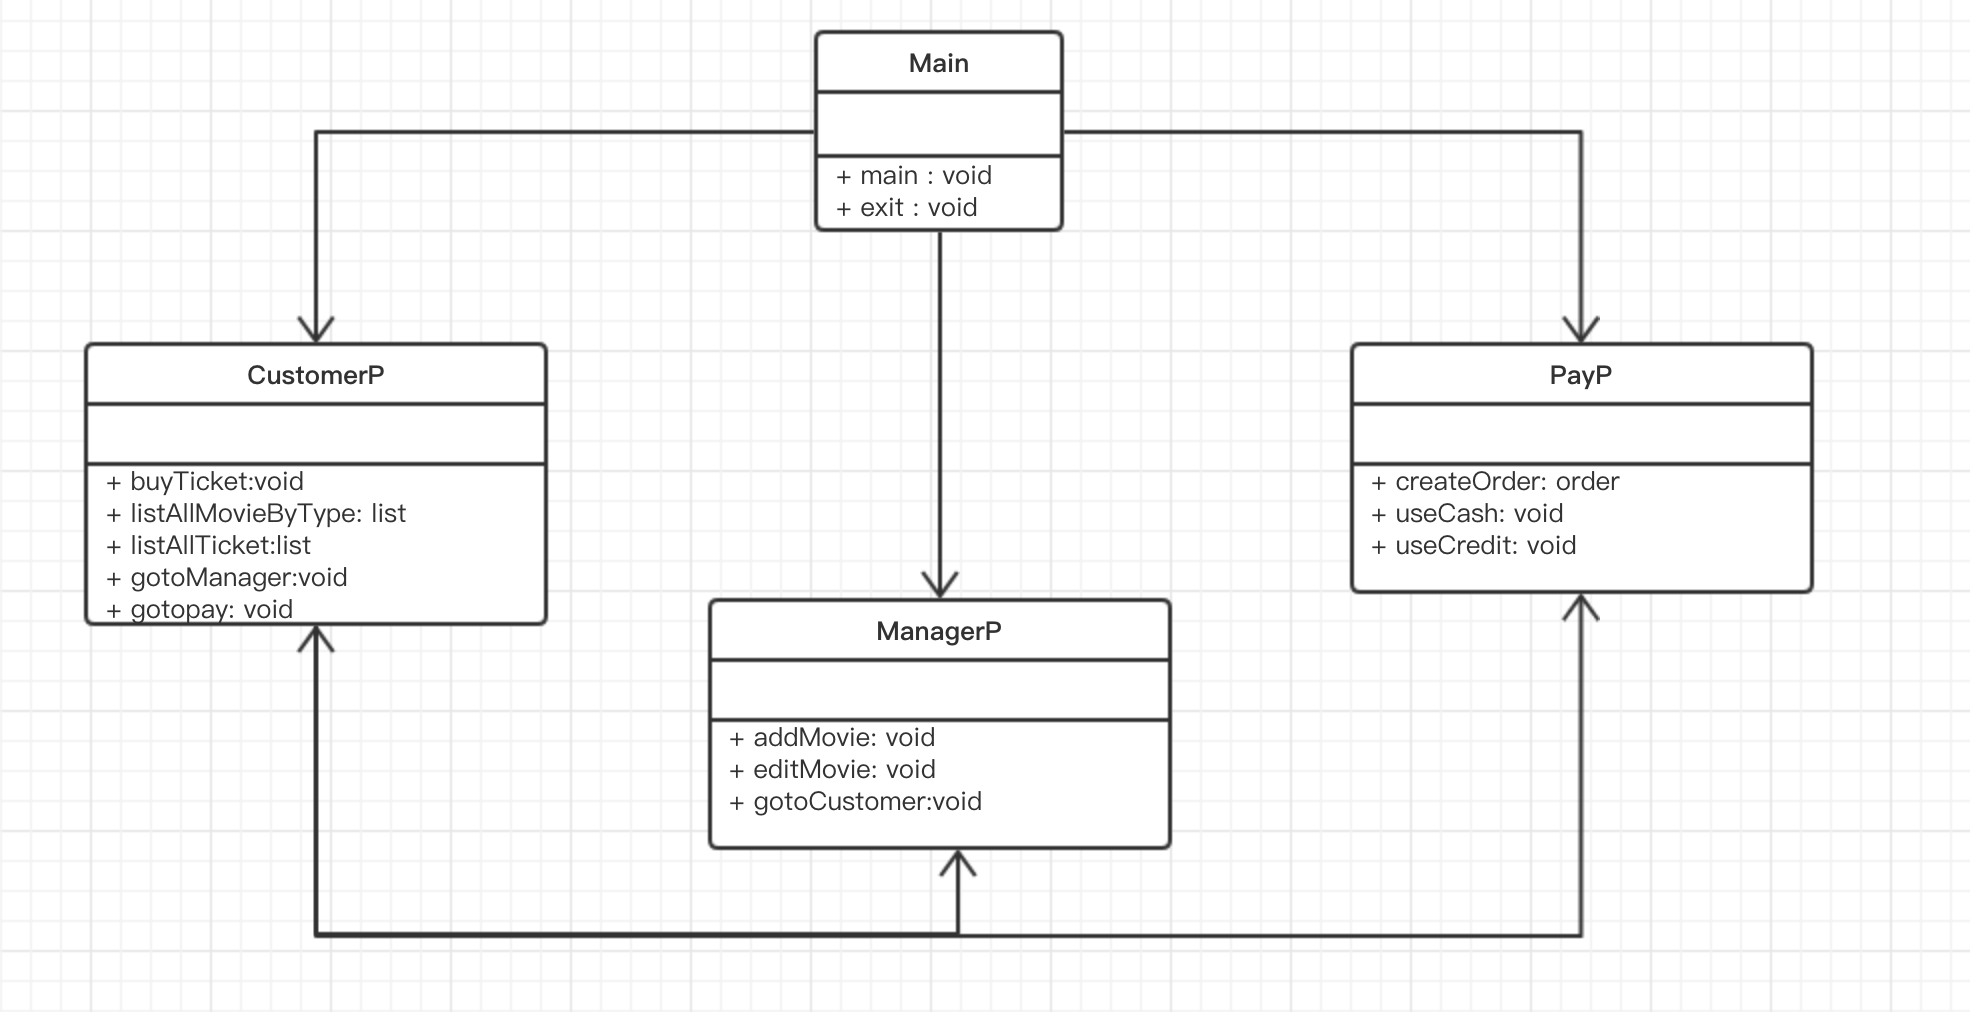 Main
+ main : void
+ exit : void
CustomerP
+ buyTicket:void
+ listAllMovieByType: list
+ listAllTicket:list
+ gotoManager:void
+ gotopay: void
PayP
+ createOrder: order
+ useCash: void
+ useCredit: void
ManagerP
+ addMovie: void
+ editMovie: void
+ gotoCustomer:void